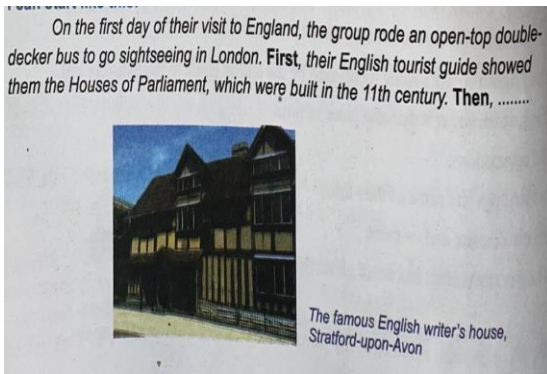 On the first day of their visit to England, the group rode an open-top double-
decker bus to go sightseeing in London. First, their English tourist guide showed
them the Houses of Parliament, which were built in the 11th century. Then, ........
The famous English writer's house,
Stratford-upon-Avon